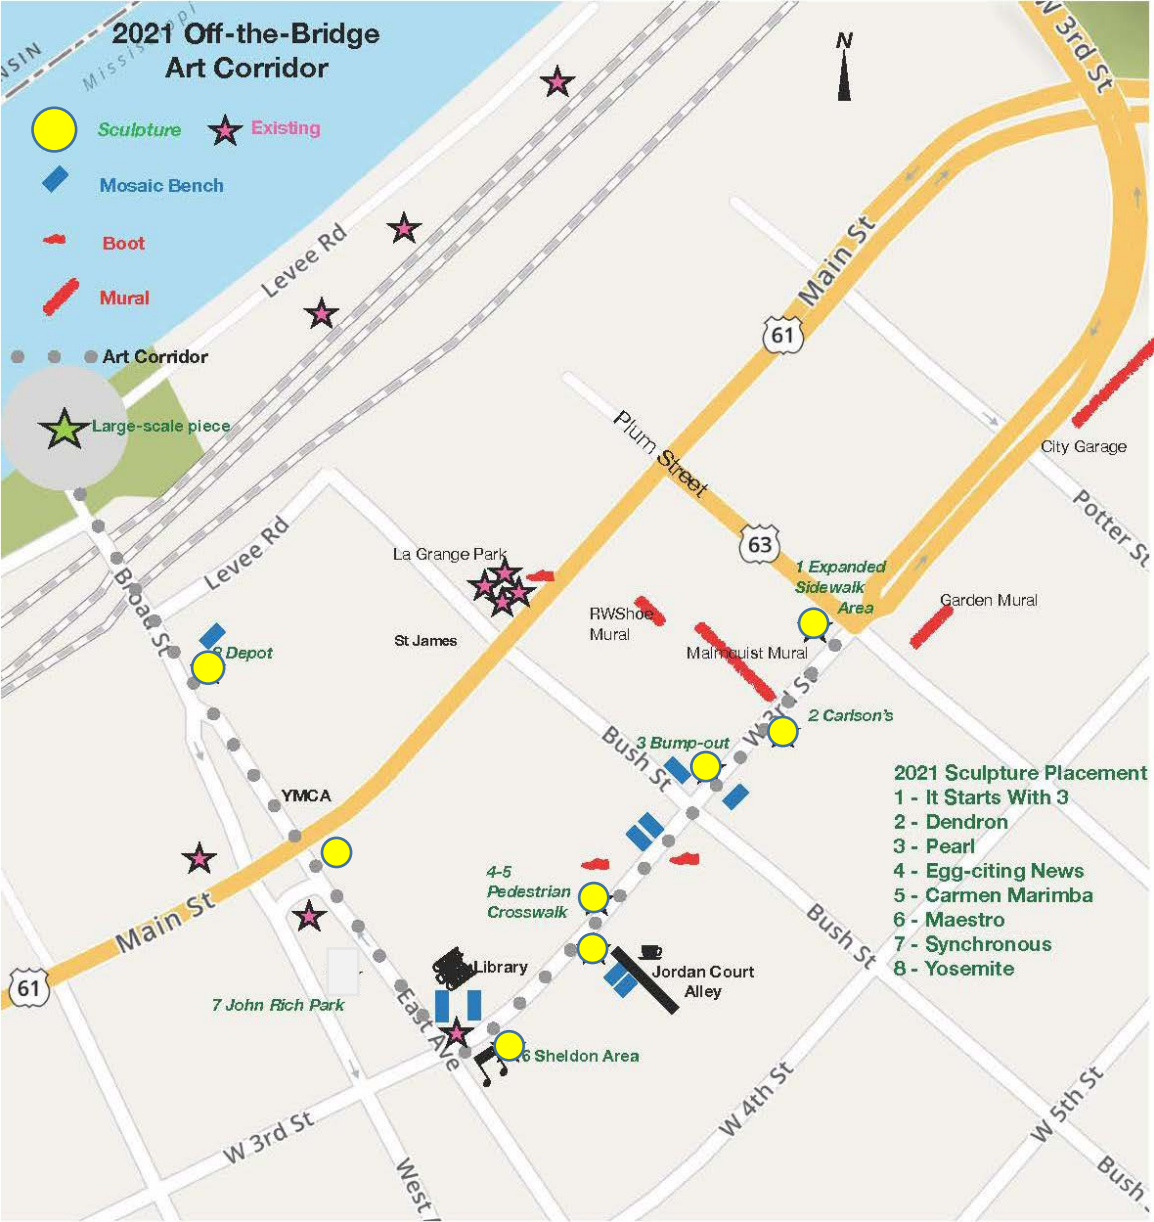 2021 Off-the-Bridge
Art Corridor
NSIN
Mississippi
N
W 3rd St
Sculpture
Existing
Mosaic Bench
Boot
Mural
Art Corridor
Large-scale piece
Levee Rd
Main St
61
Plum Street
63
City Garage
Potter St
Levee Rd
Broad St
La Grange Park
St James
RWShoe
Mural
Malmquist Mural
1 Expanded
Sidewalk
Area
Garden Mural
8 Depot
W 3rd St
2 Carlson's
3 Bump-out
Bush St
YMCA
2021 Sculpture Placement
1 - It Starts With 3
2 - Dendron
3 - Pearl
4 - Egg-citing News
5 - Carmen Marimba
6 - Maestro
7 - Synchronous
8 - Yosemite
4-5
Pedestrian
Crosswalk
Main St
61
Bush St
Library
Jordan Court
Alley
7 John Rich Park
East Ave
6 Sheldon Area
W 3rd St
West
W 4th St
W 5th St
Bush